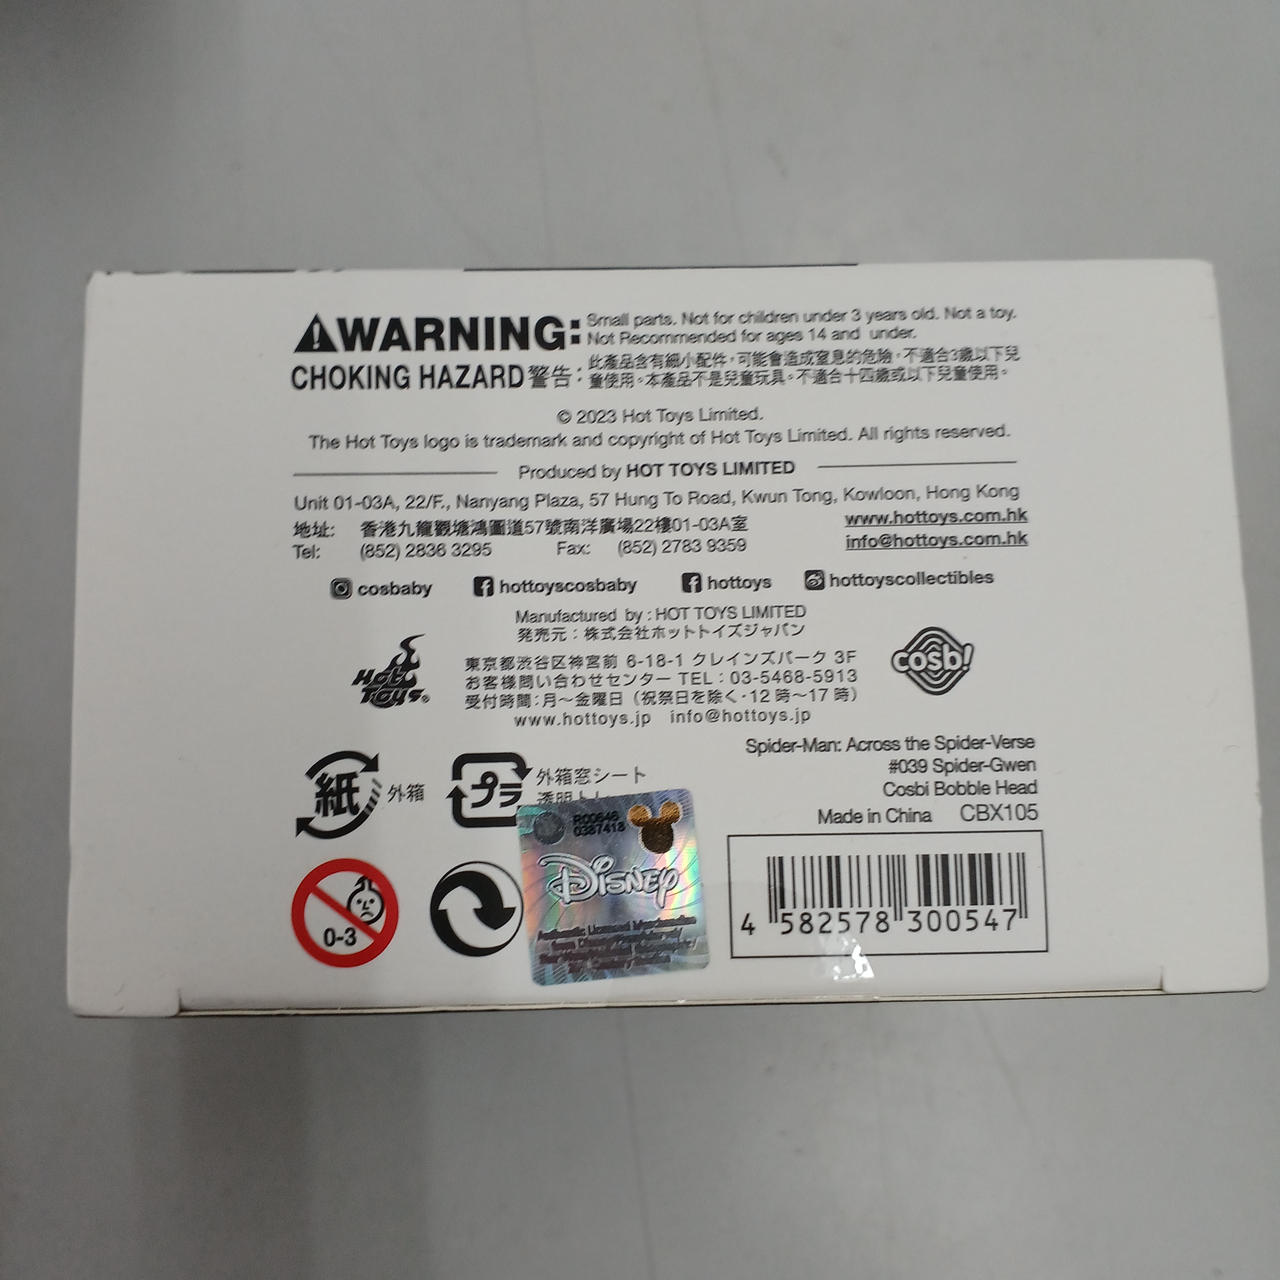 WARNING: Small parts. Not for children under 3 years old. Not a toy.
Not Recommended for ages 14 and under.
CHOKING HAZARD 警告: 此產品含有細小配件，可能會造成窒息的危險，不適合3歲以下兒
童使用。本產品不是兒童玩具。不適合十四歲或以下兒童使用。
© 2023 Hot Toys Limited.
The Hot Toys logo is trademark and copyright of Hot Toys Limited. All rights reserved.
Produced by HOT TOYS LIMITED
Unit 01-03A, 22/F., Nanyang Plaza, 57 Hung To Road, Kwun Tong, Kowloon, Hong Kong
地址: 香港九龍觀塘鴻圖道57號南洋廣場22樓01-03A室 www.hottoys.com.hk
Tel: (852) 2836 3295 Fax: (852) 2783 9359 info@hottoys.com.hk
cosbaby hottoyscosbaby hottoys hottoyscollectibles
Manufactured by : HOT TOYS LIMITED
発売元：株式会社ホットトイズジャパン
東京都渋谷区神宮前 6-18-1 クレインズパーク 3F
お客様問い合わせセンター TEL：03-5468-5913
受付時間：月～金曜日（祝祭日を除く・12 時～17 時）
www.hottoys.jp info@hottoys.jp
Hot Toys®
cosb!
Spider-Man: Across the Spider-Verse
#039 Spider-Gwen
Cosbi Bobble Head
Made in China CBX105
紙 外箱
プラ 外箱窓シート
透明ト
R00646
0387418
Disney
Authentic Licensed Merchandise
0-3
4 582578 300547